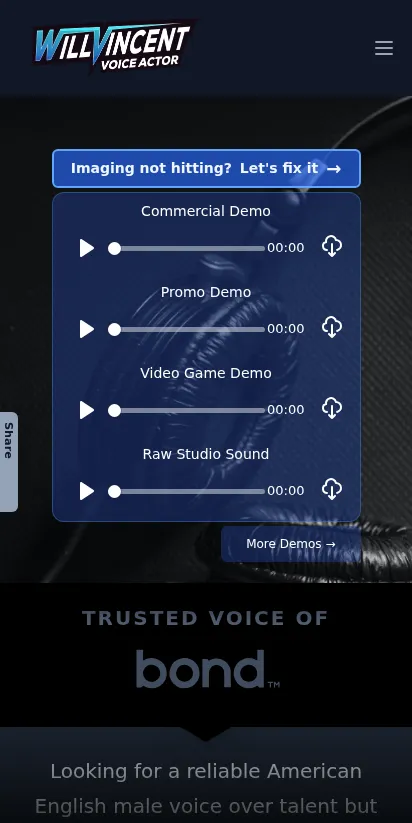 WILLVINCENT
VOICE ACTOR
Imaging not hitting? Let's fix it →
Commercial Demo
00:00
Promo Demo
00:00
Video Game Demo
00:00
Share
Raw Studio Sound
00:00
More Demos →
TRUSTED VOICE OF
bond™
Looking for a reliable American
English male voice over talent but